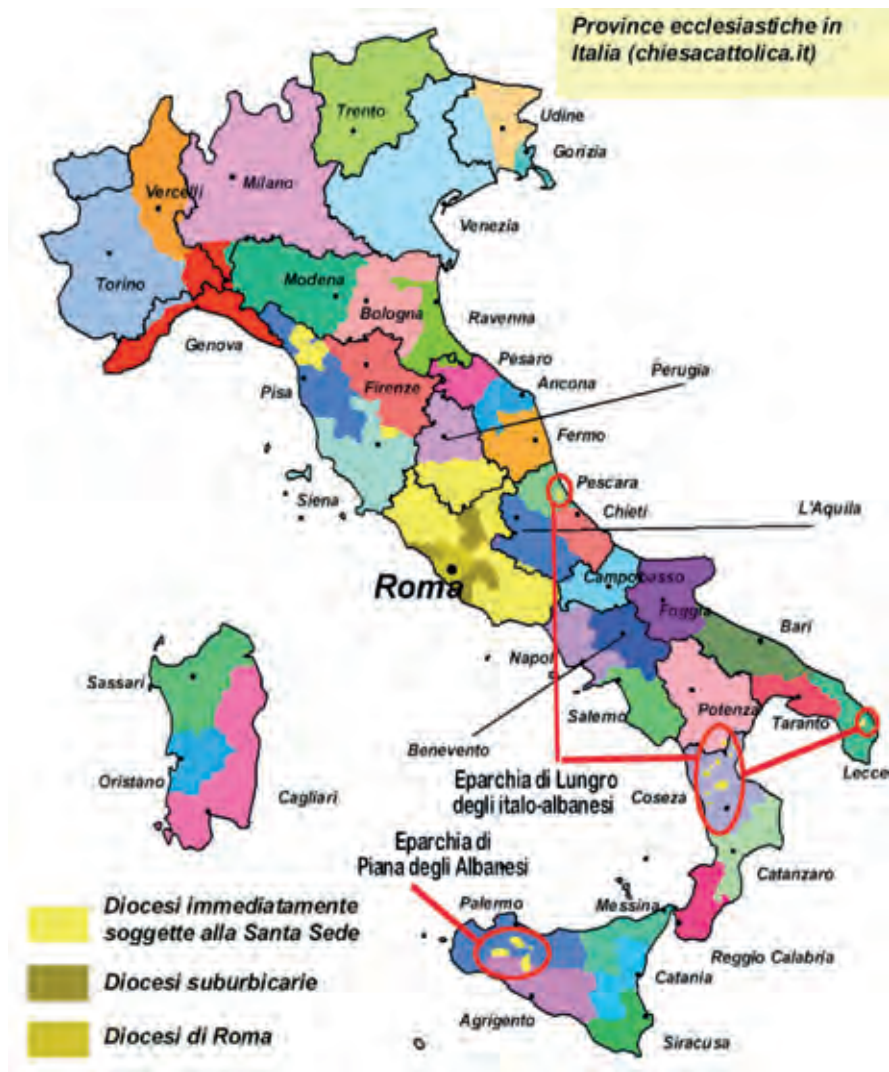 Province ecclesiastiche in
Italia (chiesacattolica.it)
Trento
Udine
Gorizia
Vercelli
Milano
Venezia
Torino
Modena
Bologna
Ravenna
Genova
Pesaro
Pisa
Firenze
Ancona
Perugia
Fermo
Siena
Pescara
Chieti
L'Aquila
Roma
Campobasso
Foggia
Bari
Napoli
Sassari
Salerno
Potenza
Taranto
Benevento
Lecce
Oristano
Cagliari
Eparchia di Lungro
degli italo-albanesi
Coseza
Eparchia di
Piana degli Albanesi
Catanzaro
Palermo
Messina
Reggio Calabria
Catania
Agrigento
Siracusa
Diocesi immediatamente
soggette alla Santa Sede
Diocesi suburbicarie
Diocesi di Roma